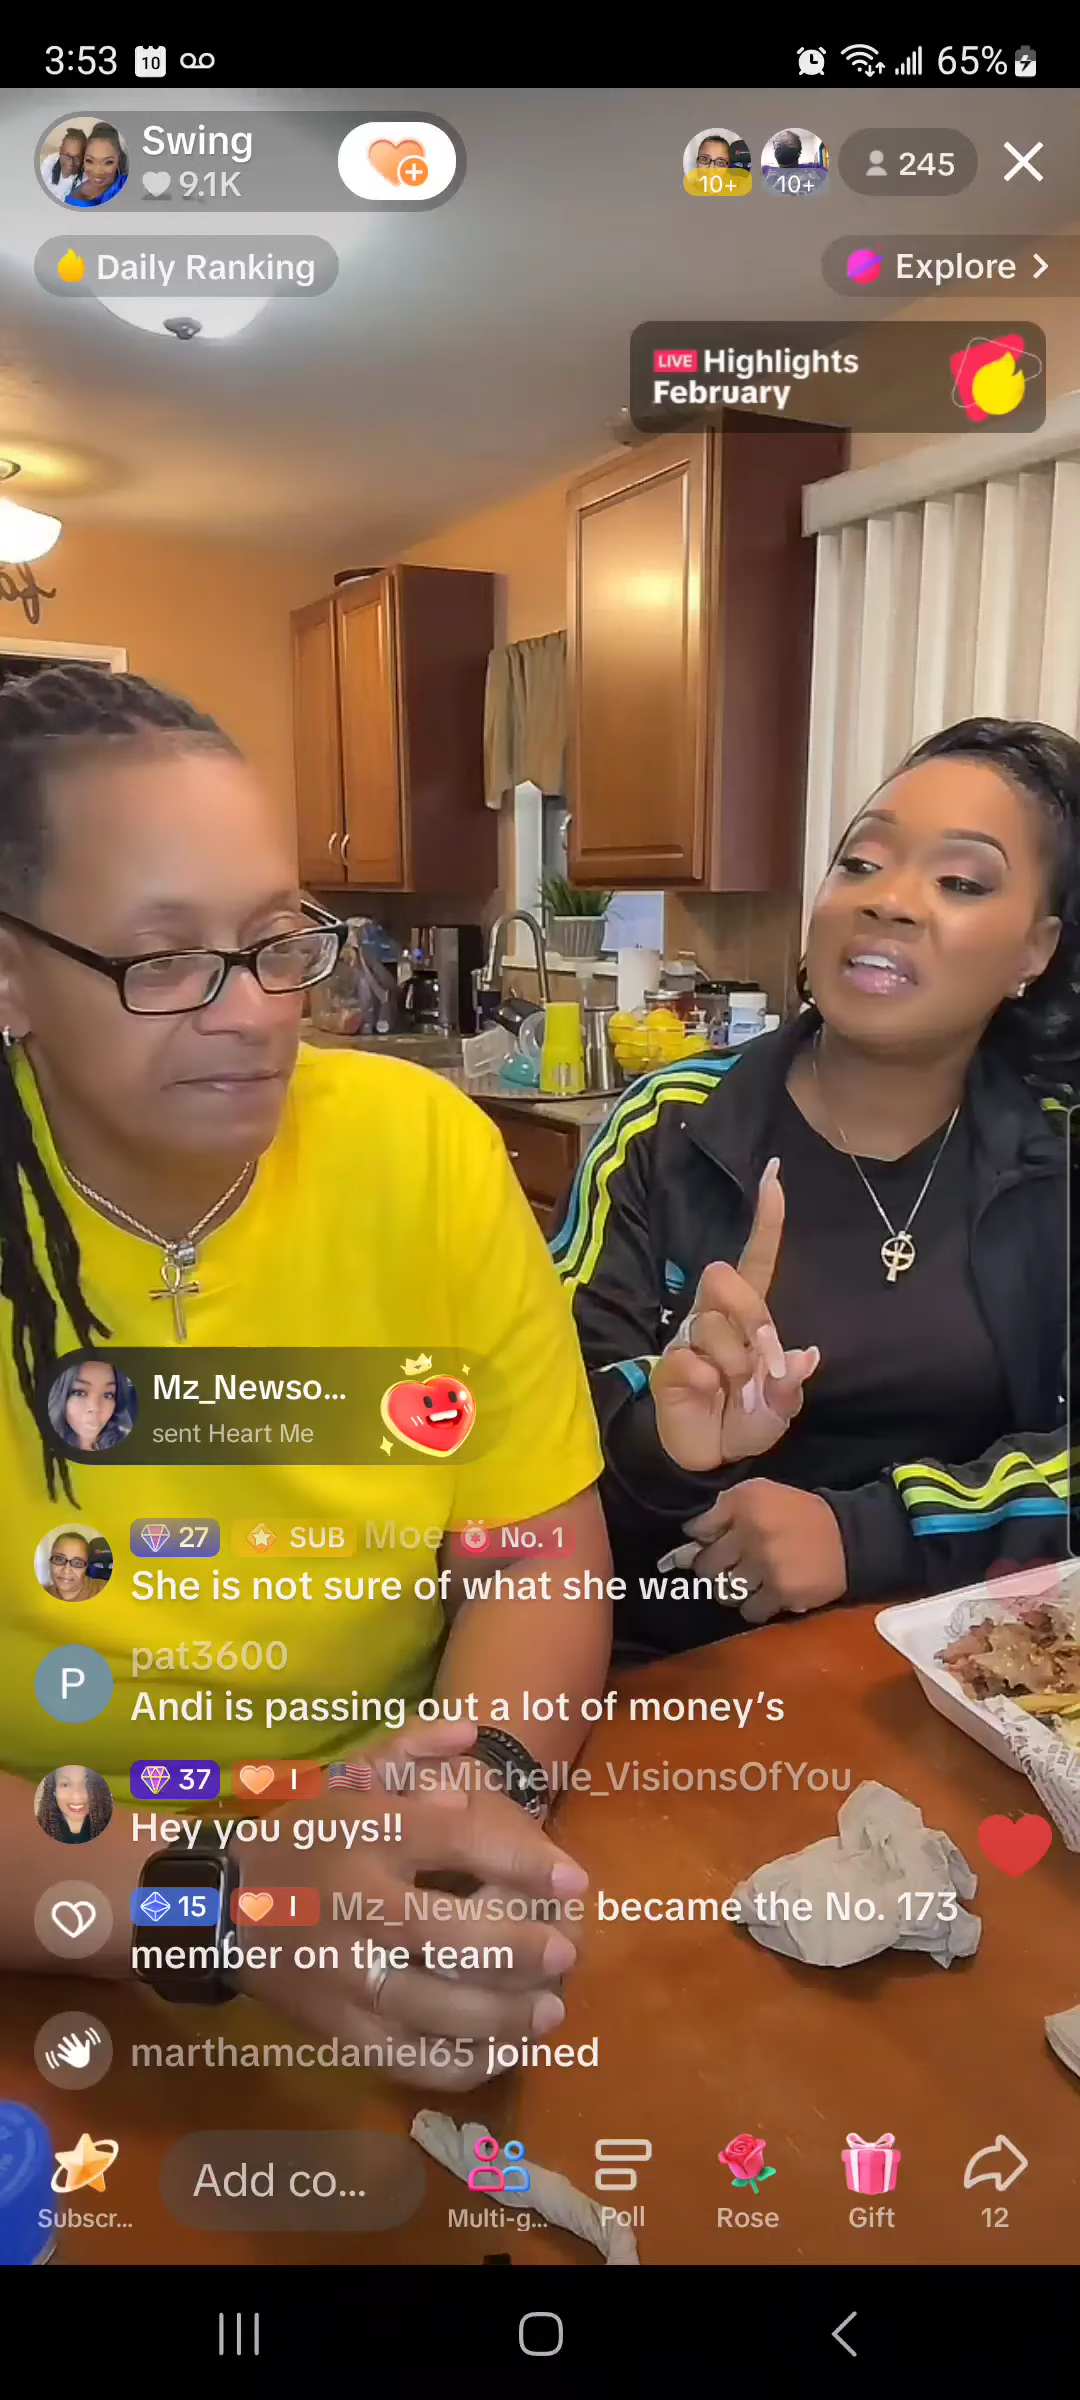 3:53 10 65%
Swing
9.1K
10+ 10+ 245
Daily Ranking
Explore
LIVE Highlights
February
Mz_Newso...
sent Heart Me
27 SUB Moe No. 1
She is not sure of what she wants
pat3600
P
Andi is passing out a lot of money's
37 I MsMichelle_VisionsOfYou
Hey you guys!!
15 I Mz_Newsome became the No. 173
member on the team
marthamcdaniel65 joined
Add co...
Subscr... Multi-g... Poll Rose Gift 12